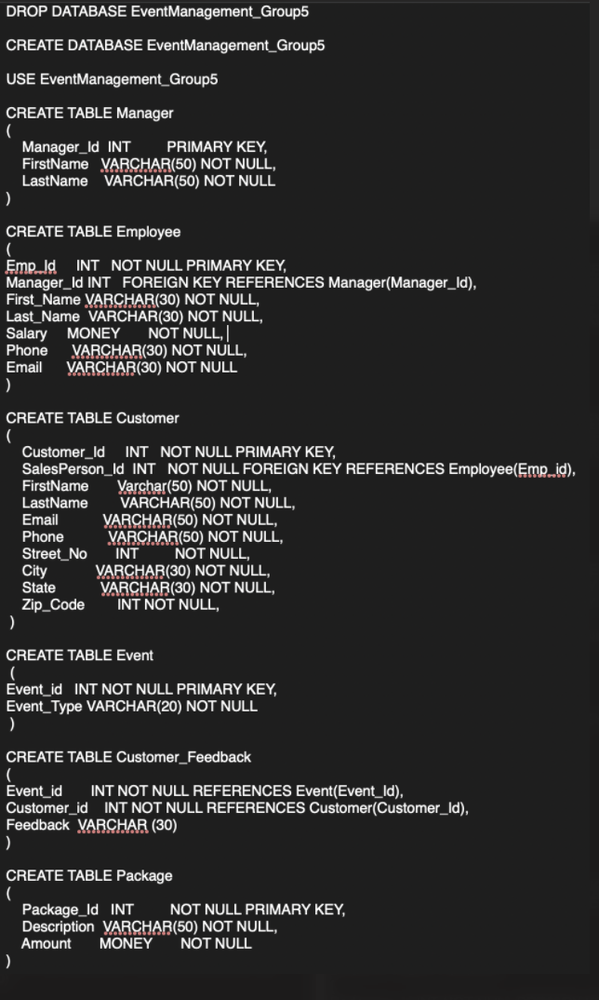 DROP DATABASE EventManagement_Group5
CREATE DATABASE EventManagement_Group5
USE EventManagement_Group5
CREATE TABLE Manager
(
Manager_Id INT PRIMARY KEY,
FirstName VARCHAR(50) NOT NULL,
LastName VARCHAR(50) NOT NULL
)
CREATE TABLE Employee
(
Emp_Id INT NOT NULL PRIMARY KEY,
Manager_Id INT FOREIGN KEY REFERENCES Manager(Manager_Id),
First_Name VARCHAR(30) NOT NULL,
Last_Name VARCHAR(30) NOT NULL,
Salary MONEY NOT NULL,
Phone VARCHAR(30) NOT NULL,
Email VARCHAR(30) NOT NULL
)
CREATE TABLE Customer
(
Customer_Id INT NOT NULL PRIMARY KEY,
SalesPerson_Id INT NOT NULL FOREIGN KEY REFERENCES Employee(Emp_id),
FirstName Varchar(50) NOT NULL,
LastName VARCHAR(50) NOT NULL,
Email VARCHAR(50) NOT NULL,
Phone VARCHAR(50) NOT NULL,
Street_No INT NOT NULL,
City VARCHAR(30) NOT NULL,
State VARCHAR(30) NOT NULL,
Zip_Code INT NOT NULL,
)
CREATE TABLE Event
(
Event_id INT NOT NULL PRIMARY KEY,
Event_Type VARCHAR(20) NOT NULL
)
CREATE TABLE Customer_Feedback
(
Event_id INT NOT NULL REFERENCES Event(Event_Id),
Customer_id INT NOT NULL REFERENCES Customer(Customer_Id),
Feedback VARCHAR (30)
)
CREATE TABLE Package
(
Package_Id INT NOT NULL PRIMARY KEY,
Description VARCHAR(50) NOT NULL,
Amount MONEY NOT NULL
)